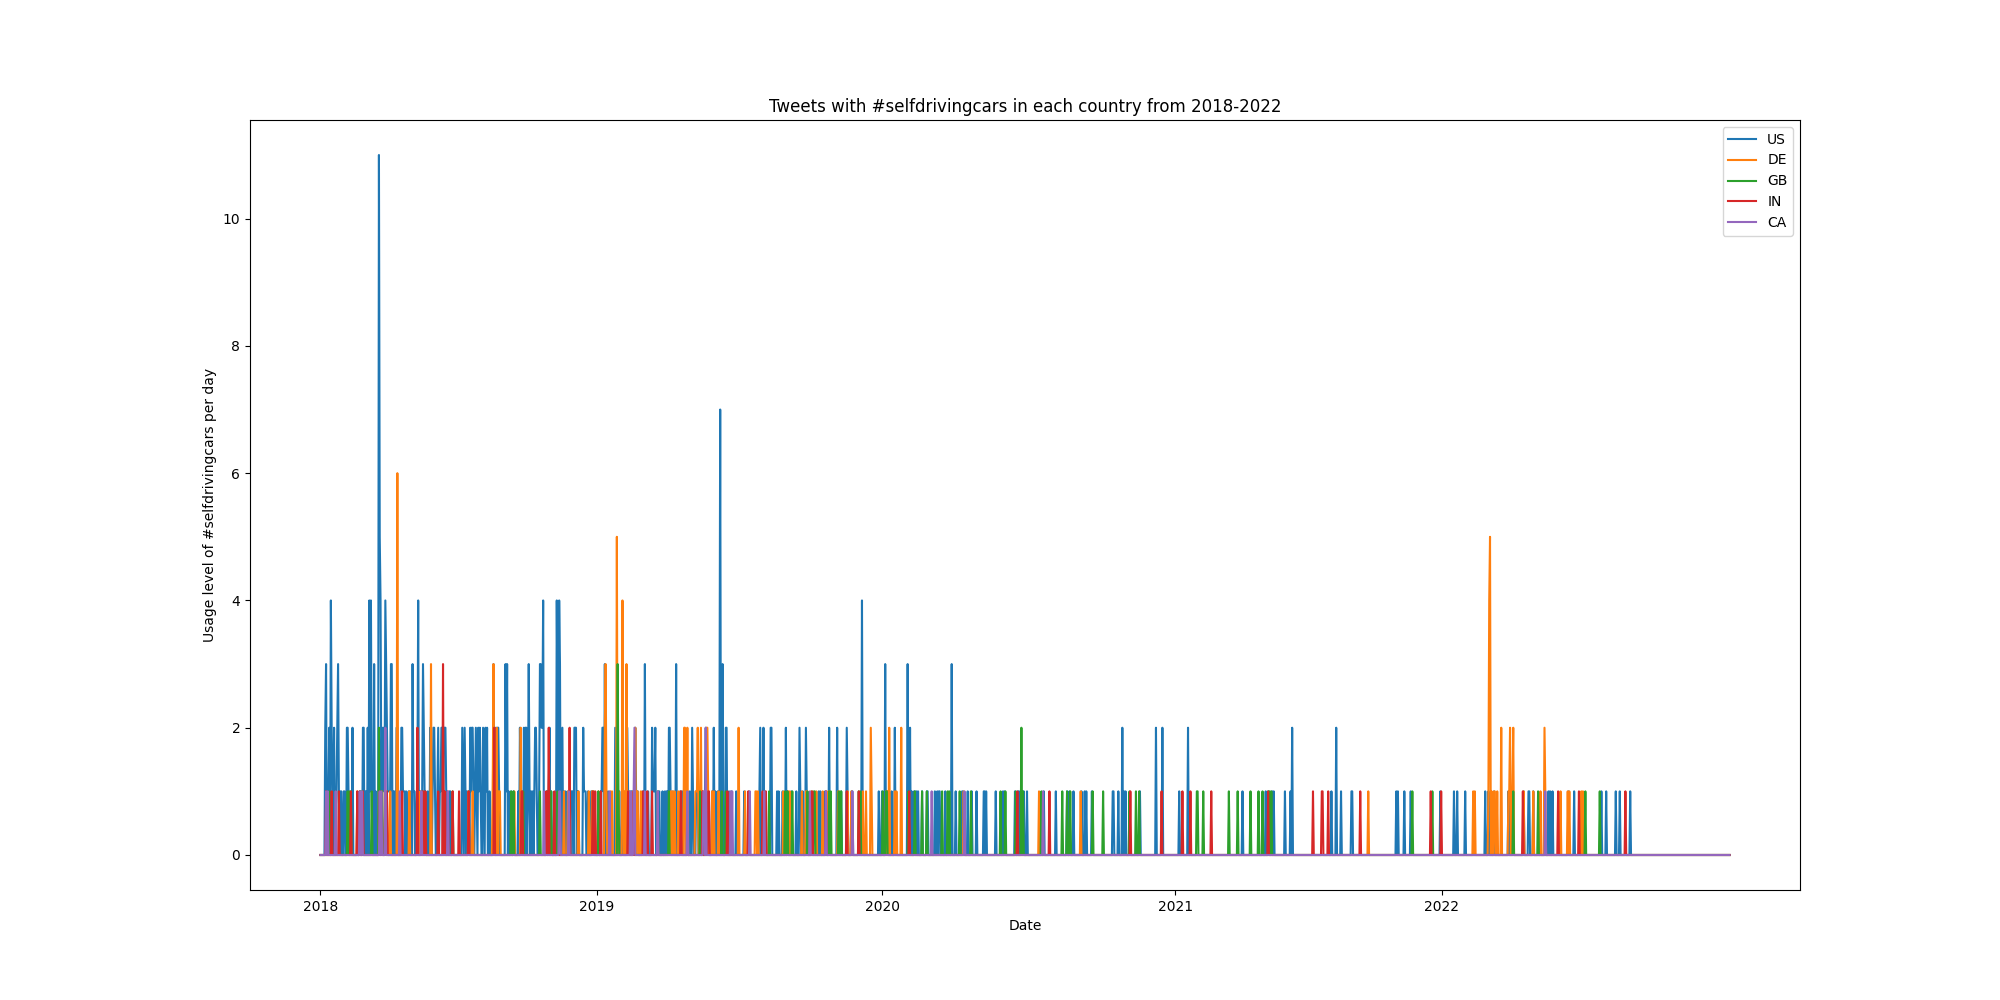 Tweets with #selfdrivingcars in each country from 2018-2022
US
DE
GB
IN
CA
Usage level of #selfdrivingcars per day
10
8
6
4
2
0
2018 2019 2020 2021 2022
Date